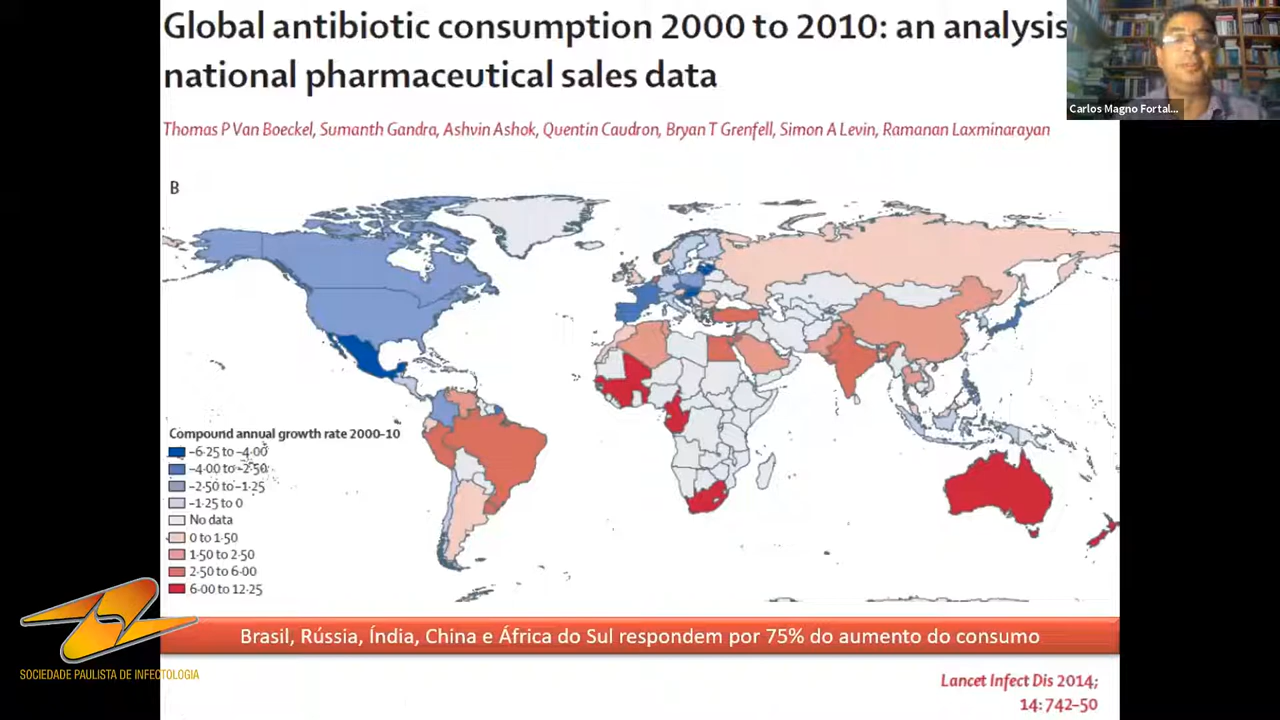 Global antibiotic consumption 2000 to 2010: an analysis
national pharmaceutical sales data
Carlos Magno Fortal...
Thomas P Van Boeckel, Sumanth Gandra, Ashvin Ashok, Quentin Caudron, Bryan T Grenfell, Simon A Levin, Ramanan Laxminarayan
B
Compound annual growth rate 2000–10
–6·25 to –4·00
–4·00 to –2·50
–2·50 to –1·25
–1·25 to 0
No data
0 to 1·50
1·50 to 2·50
2·50 to 6·00
6·00 to 12·25
Brasil, Rússia, Índia, China e África do Sul respondem por 75% do aumento do consumo
SOCIEDADE PAULISTA DE INFECTOLOGIA
Lancet Infect Dis 2014;
14: 742–50